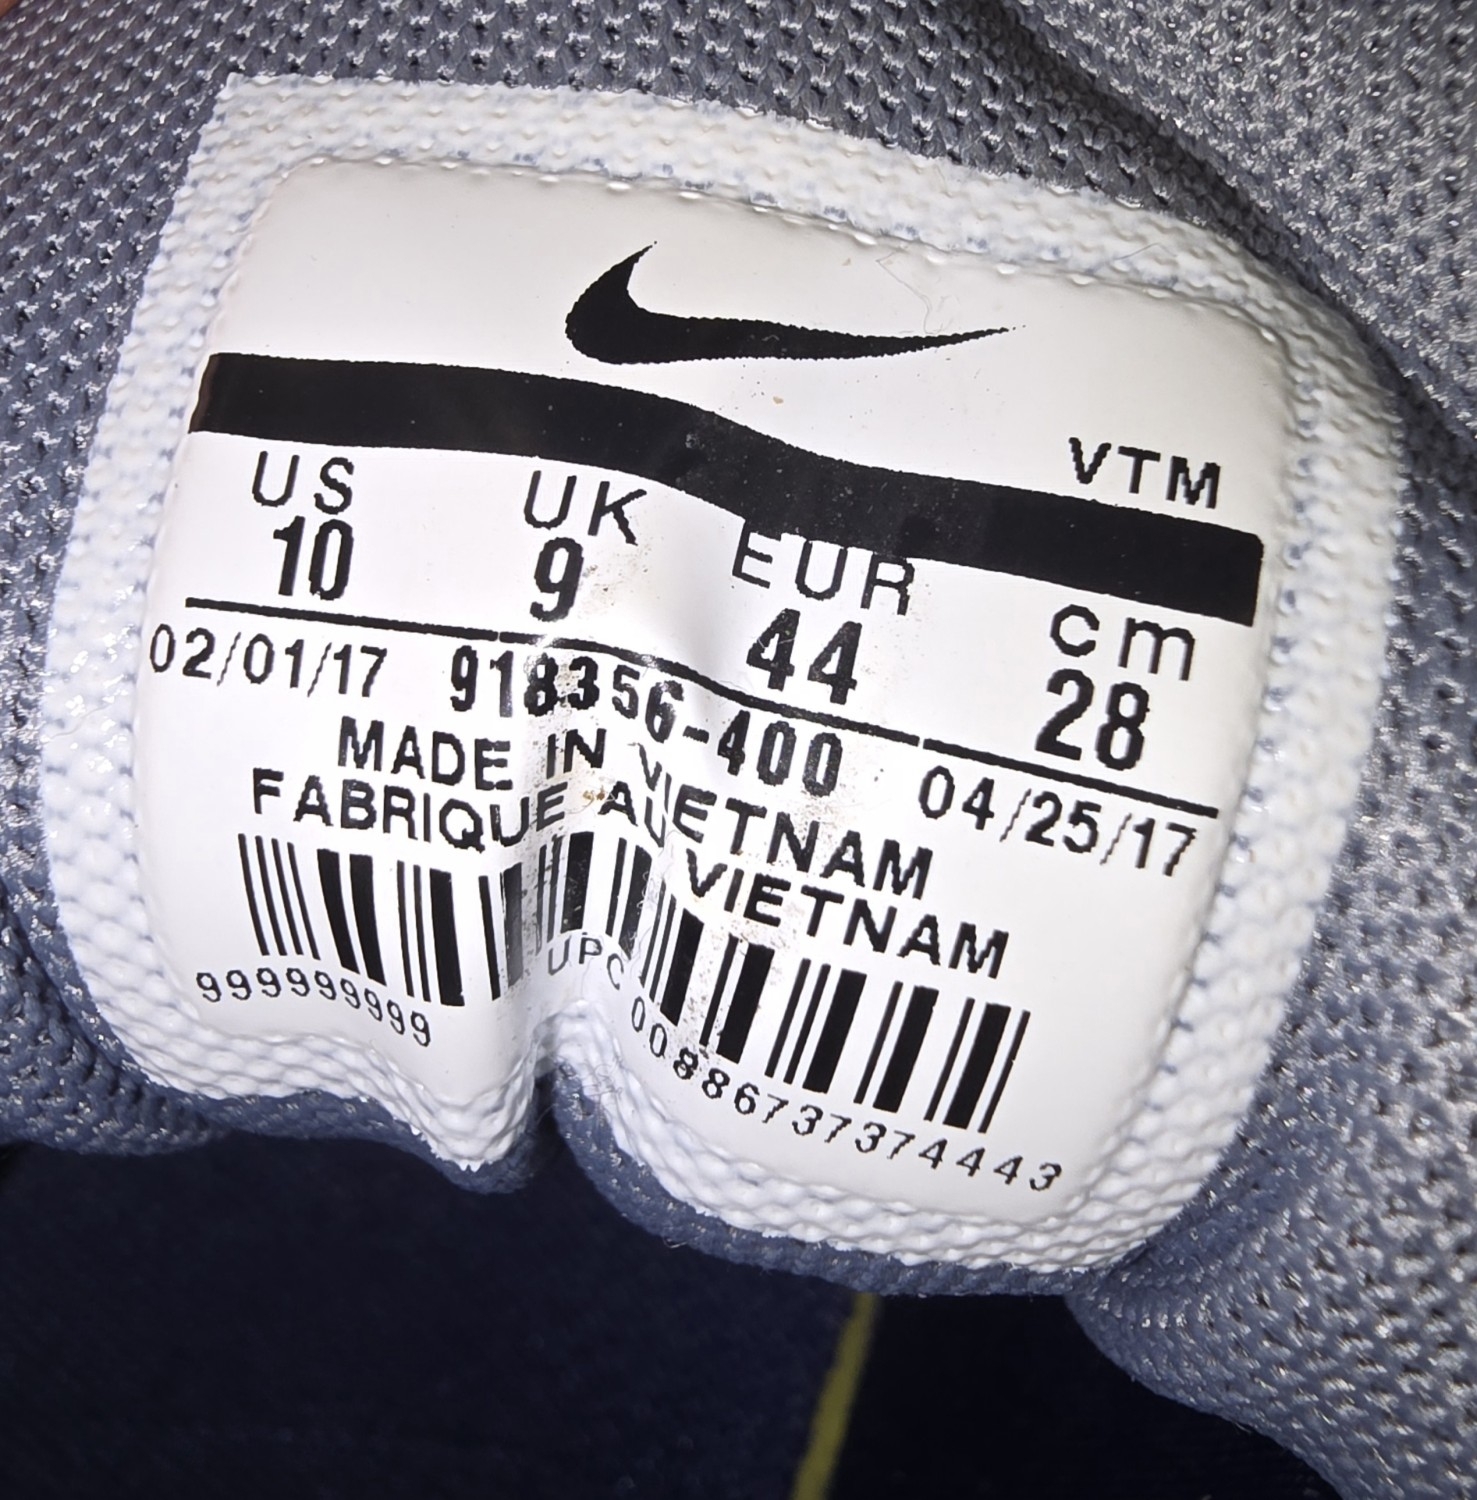 VTM
US UK EUR cm
10 9 44 28
02/01/17 918356-400 04/25/17
MADE IN VIETNAM
FABRIQUE AU VIETNAM
999999999 UPC 00886737374443